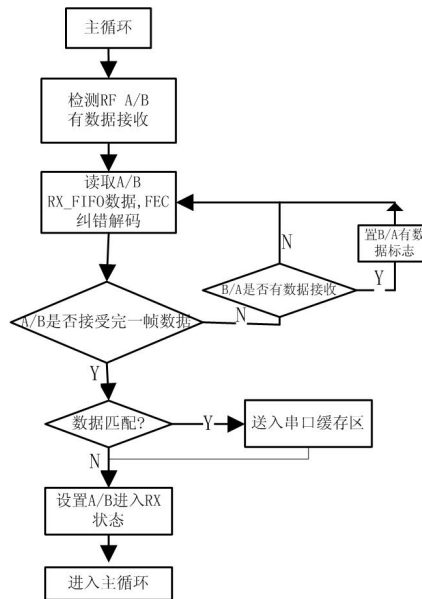 主循环
检测RF A/B
有数据接收
读取A/B
RX_FIFO数据,FEC
纠错解码
N
置B/A有数
据标志
B/A是否有数据接收
Y
A/B是否接受完一帧数据
N
Y
数据匹配?
Y
送入串口缓存区
N
设置A/B进入RX
状态
进入主循环